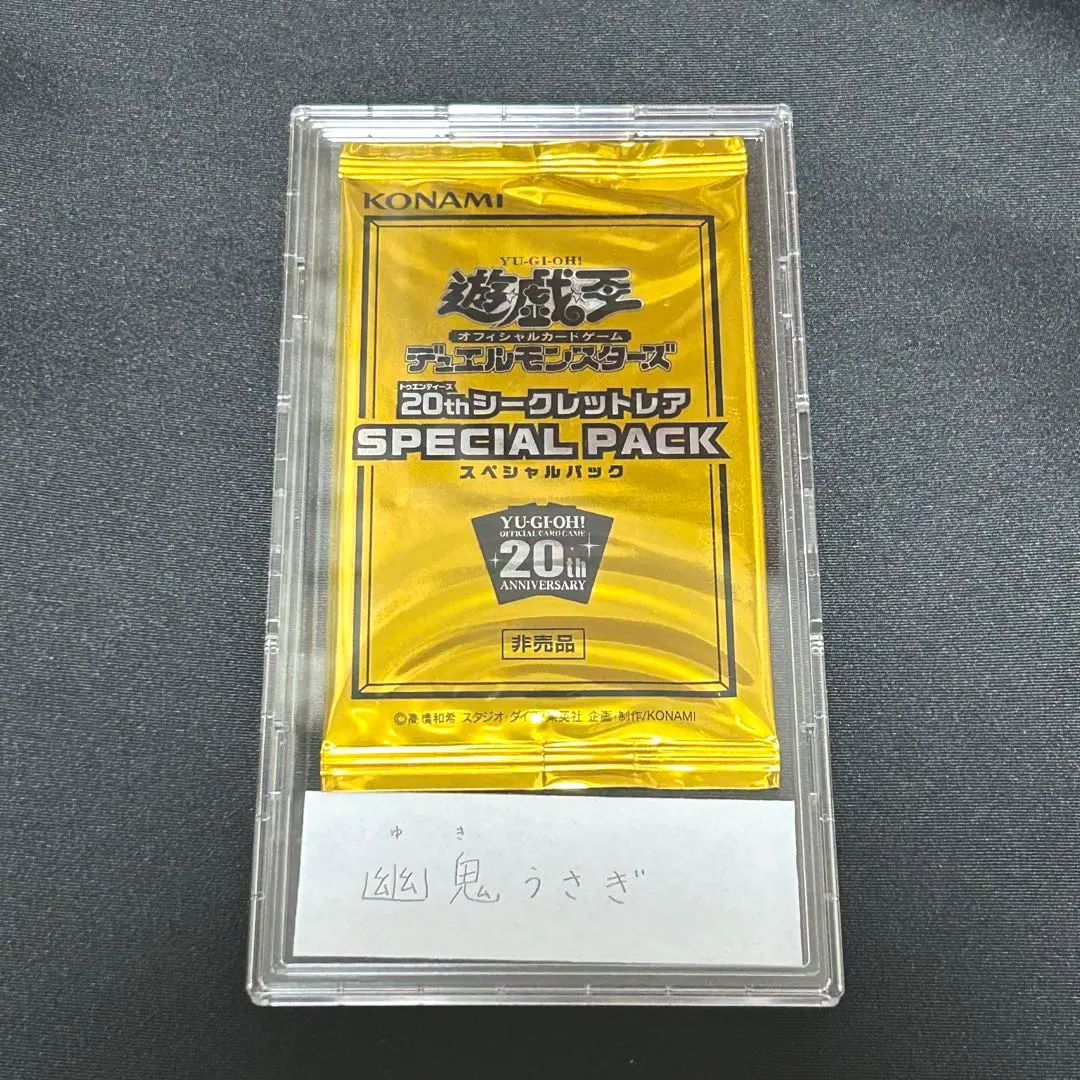 KONAMI
YU-GI-OH!
遊戯王
オフィシャルカードゲーム
デュエルモンスターズ
トゥエンティース
20thシークレットレア
SPECIAL PACK
スペシャルパック
YU-GI-OH!
OFFICIAL CARD GAME
20th
ANNIVERSARY
非売品
©高橋和希 スタジオ・ダイス/集英社 企画・制作/KONAMI
ゆき
幽鬼うさぎ